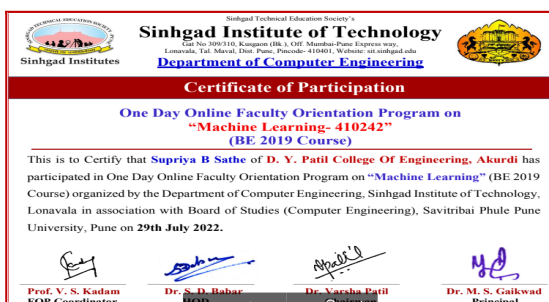 Sinhgad Technical Education Society's
Sinhgad Institute of Technology
Gat No 309/310, Kusgaon (Bk.), Off. Mumbai-Pune Express way,
Lonavala, Tal. Maval, Dist. Pune, Pincode- 410401, Website: sit.sinhgad.edu
Sinhgad Institutes
Department of Computer Engineering
Certificate of Participation
One Day Online Faculty Orientation Program on
“Machine Learning- 410242”
(BE 2019 Course)
This is to Certify that Supriya B Sathe of D. Y. Patil College Of Engineering, Akurdi has
participated in One Day Online Faculty Orientation Program on “Machine Learning” (BE 2019
Course) organized by the Department of Computer Engineering, Sinhgad Institute of Technology,
Lonavala in association with Board of Studies (Computer Engineering), Savitribai Phule Pune
University, Pune on 29th July 2022.
Prof. V. S. Kadam Dr. S. D. Babar Dr. Varsha Patil Dr. M. S. Gaikwad
FOP Coordinator HOD Chairman Principal